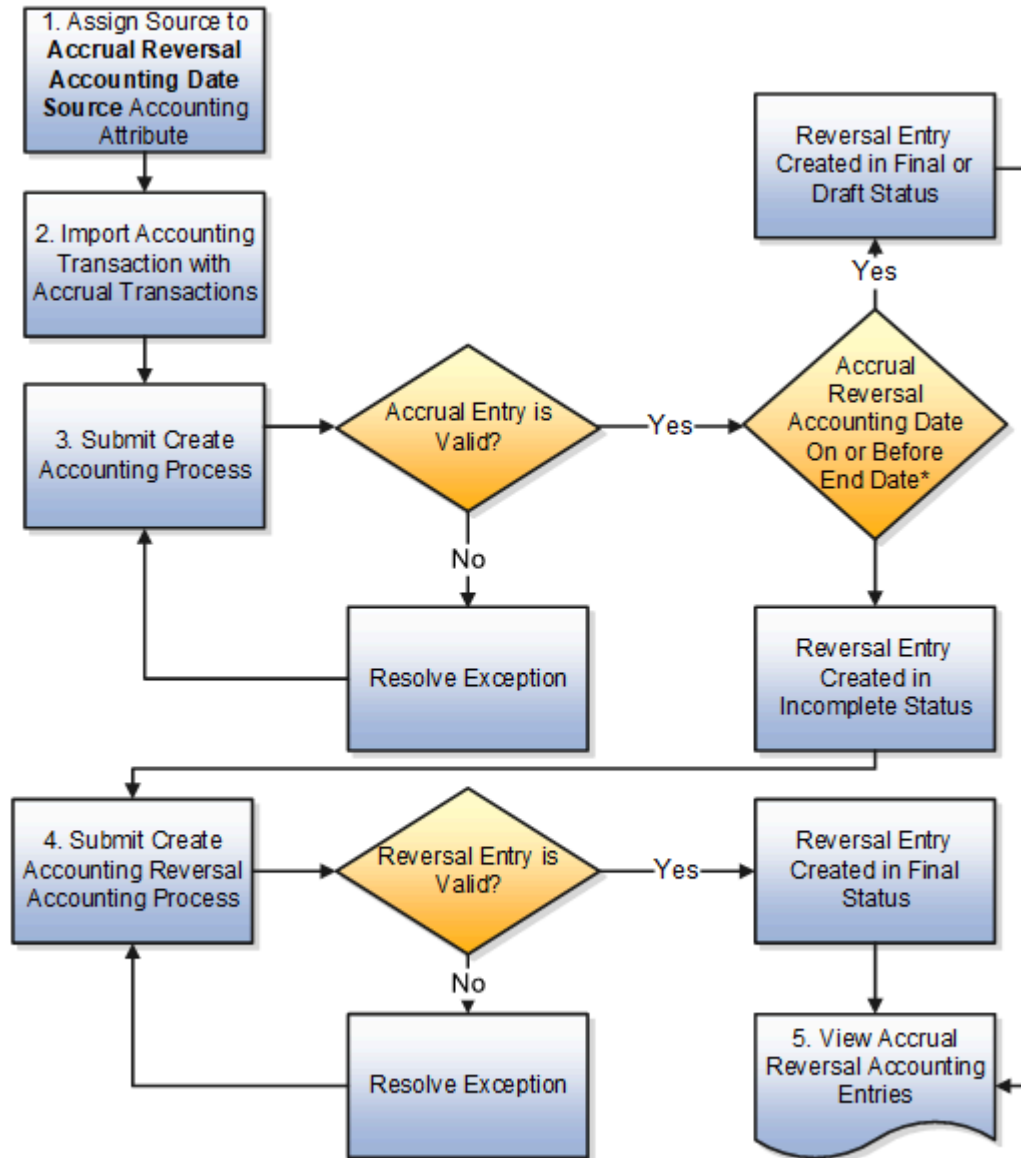 1. Assign Source to
Accrual Reversal
Accounting Date
Source Accounting
Attribute
2. Import Accounting
Transaction with
Accrual Transactions
3. Submit Create
Accounting Process
Accrual Entry is
Valid?
Yes
No
Resolve Exception
Accrual
Reversal
Accounting Date
On or Before
End Date*
Yes
Reversal Entry
Created in Final or
Draft Status
Reversal Entry
Created in
Incomplete Status
4. Submit Create
Accounting Reversal
Accounting Process
Reversal Entry is
Valid?
Yes
No
Resolve Exception
Reversal Entry
Created in Final
Status
5. View Accrual
Reversal Accounting
Entries